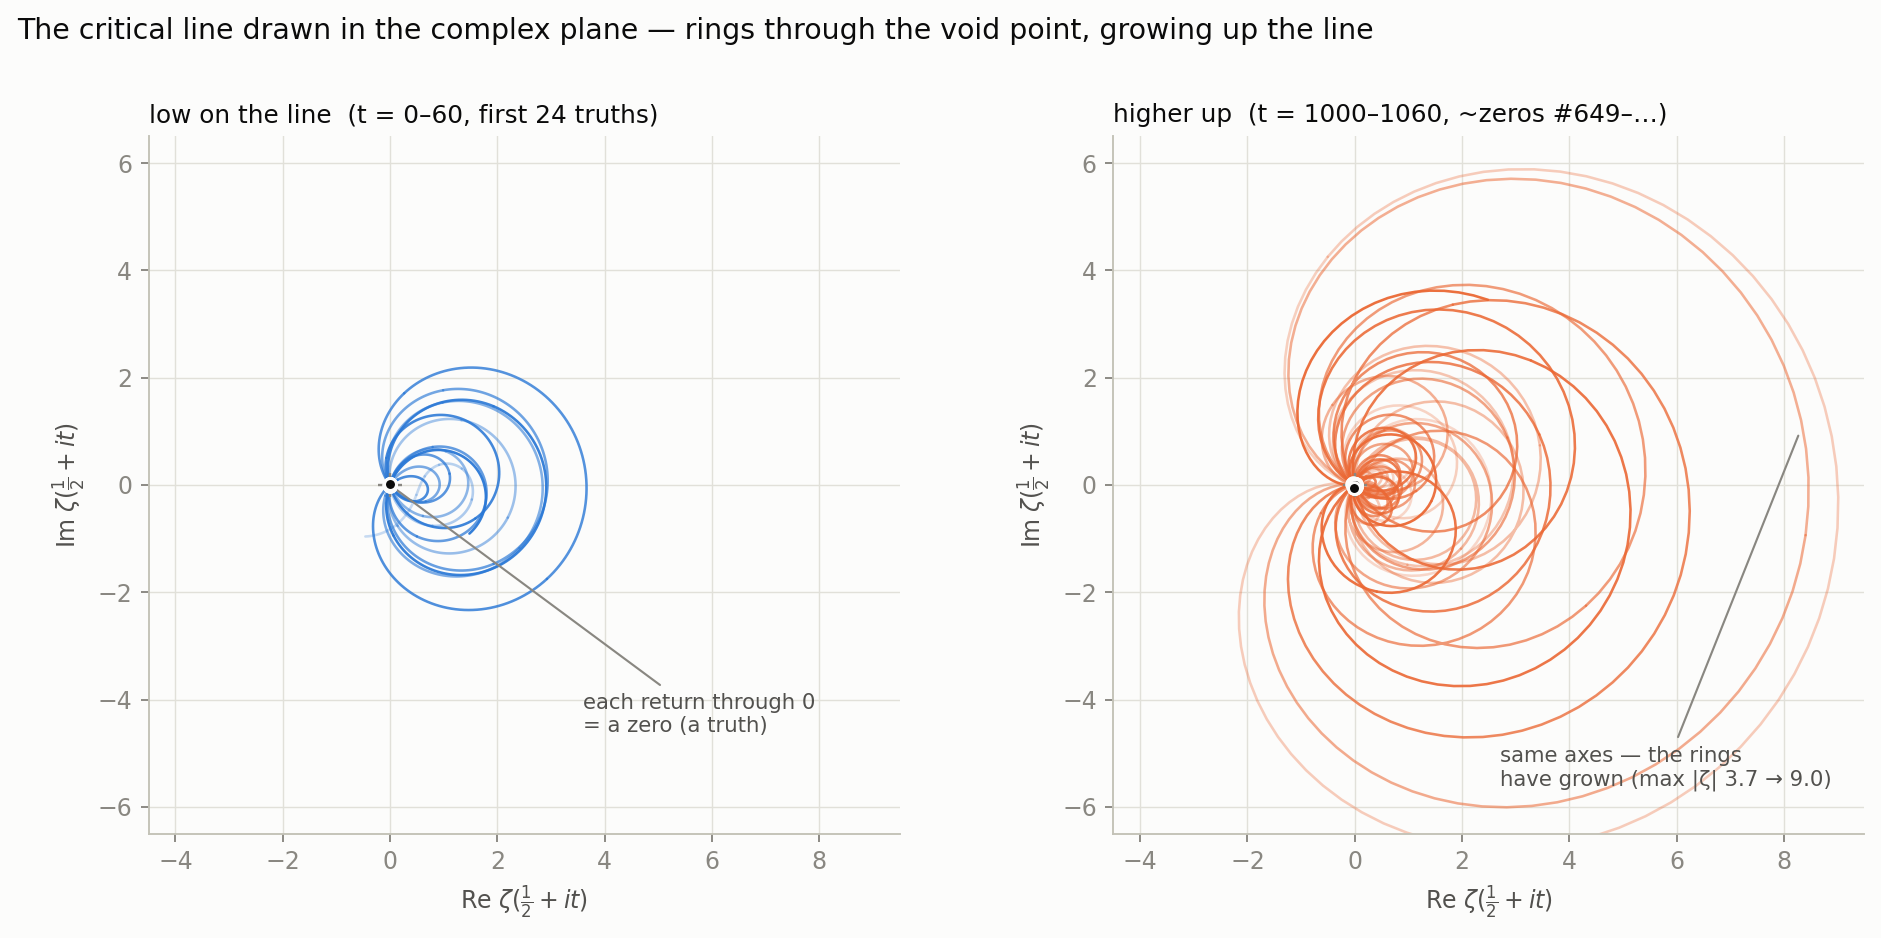 The critical line drawn in the complex plane — rings through the void point, growing up the line
low on the line (t = 0–60, first 24 truths)
6
4
2
0
−2
−4
−6
−4 −2 0 2 4 6 8
Im ζ(½ + it)
Re ζ(½ + it)
each return through 0
= a zero (a truth)
higher up (t = 1000–1060, ~zeros #649–…)
6
4
2
0
−2
−4
−6
−4 −2 0 2 4 6 8
Im ζ(½ + it)
Re ζ(½ + it)
same axes — the rings
have grown (max |ζ| 3.7 → 9.0)